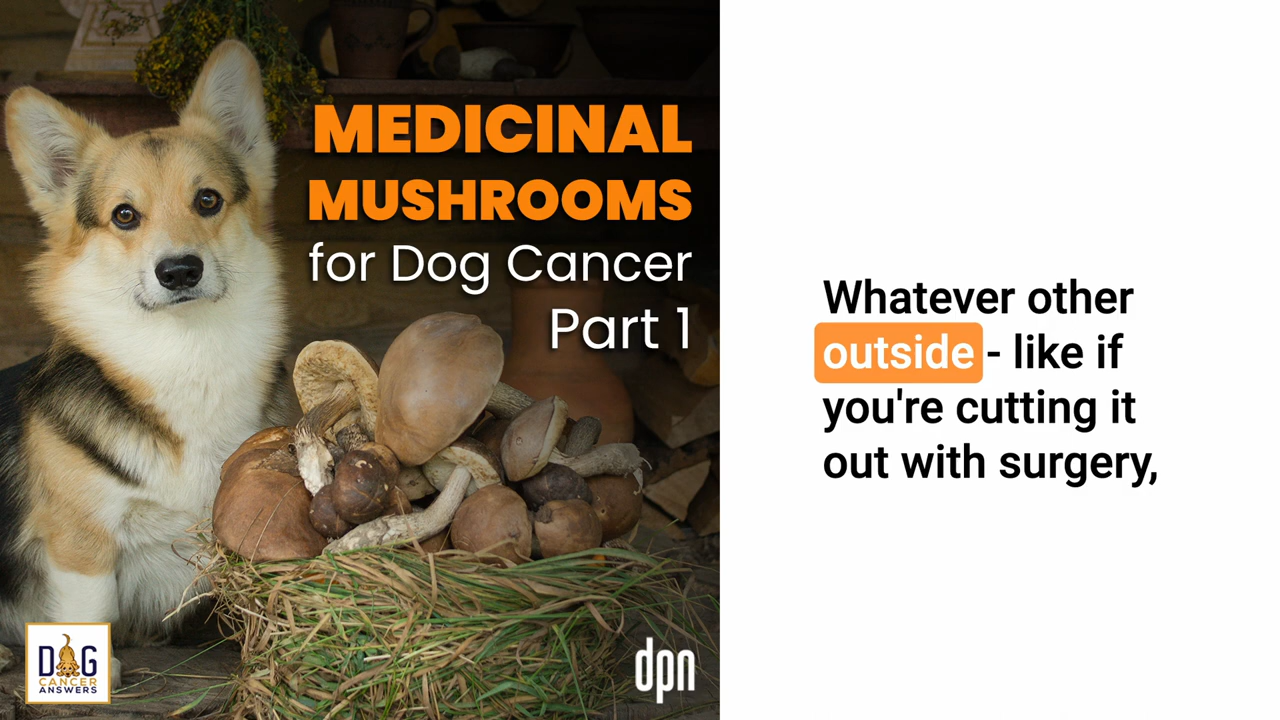 MEDICINAL
MUSHROOMS
for Dog Cancer
Part 1
Whatever other
outside - like if
you're cutting it
out with surgery,
DOG
CANCER
ANSWERS
dpn